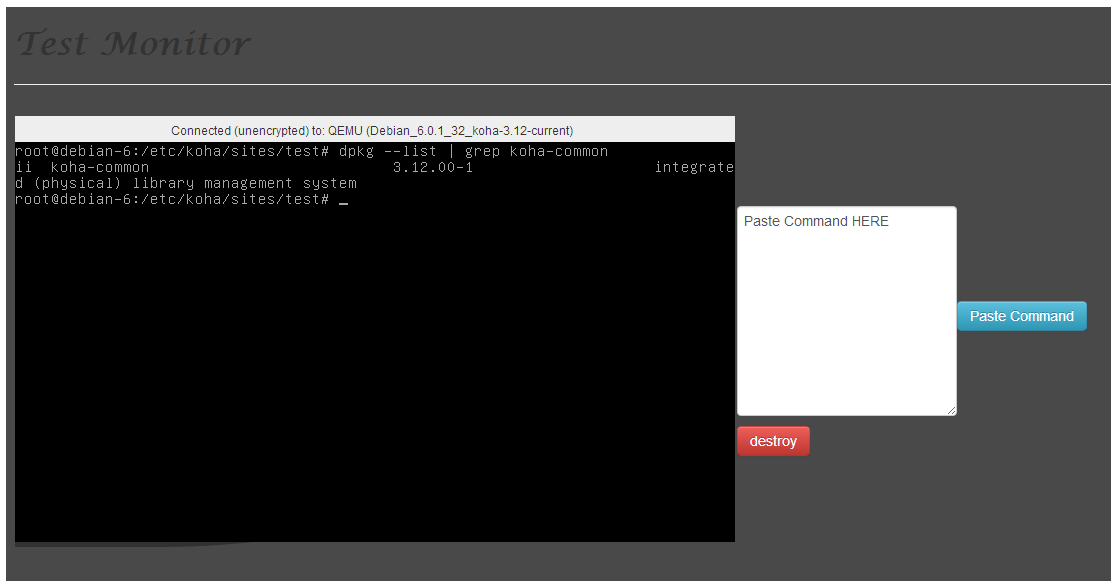 Test Monitor
Connected (unencrypted) to: QEMU (Debian_6.0.1_32_koha-3.12-current)
root@debian-6:/etc/koha/sites/test# dpkg --list | grep koha-common
ii  koha-common                           3.12.00-1                    integrate
d (physical) library management system
root@debian-6:/etc/koha/sites/test# _
Paste Command HERE
Paste Command
destroy